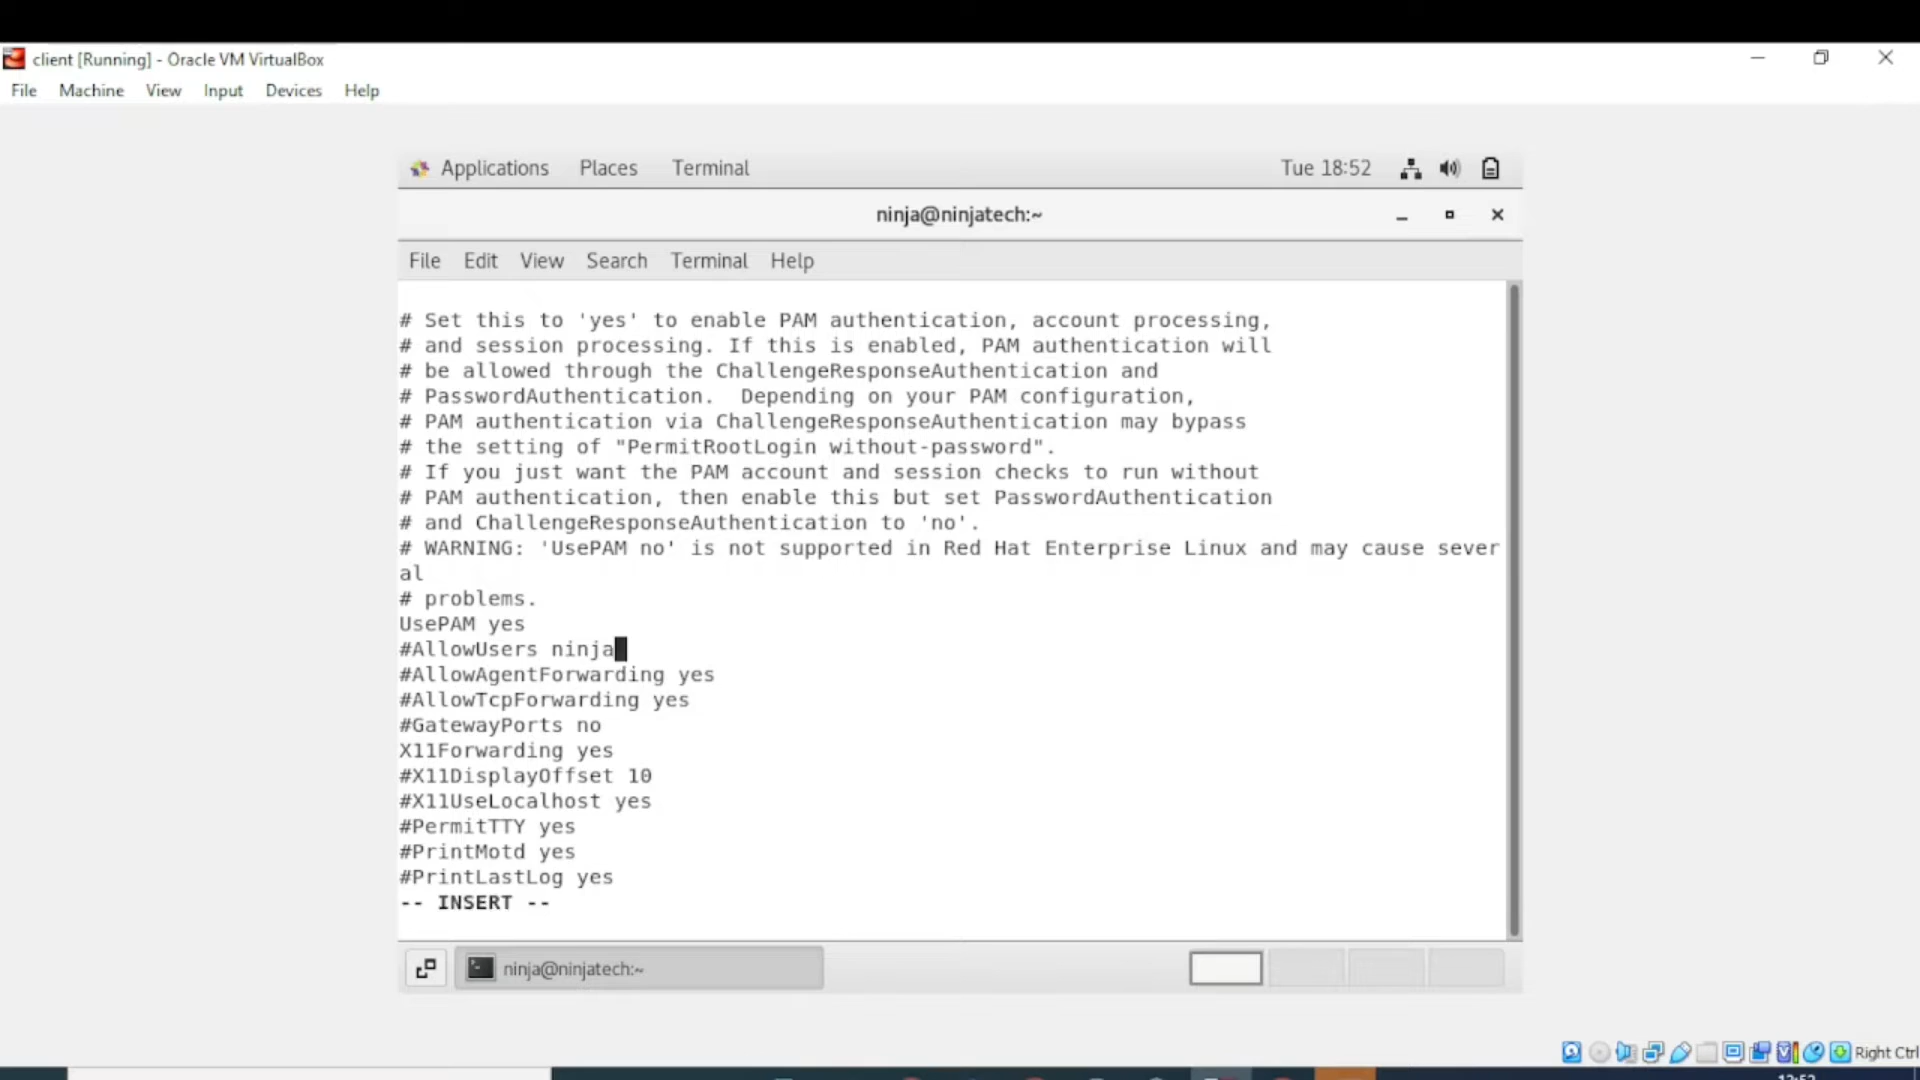 client [Running] - Oracle VM VirtualBox
File Machine View Input Devices Help
Applications Places Terminal Tue 18:52
ninja@ninjatech:~
File Edit View Search Terminal Help
# Set this to 'yes' to enable PAM authentication, account processing,
# and session processing. If this is enabled, PAM authentication will
# be allowed through the ChallengeResponseAuthentication and
# PasswordAuthentication.  Depending on your PAM configuration,
# PAM authentication via ChallengeResponseAuthentication may bypass
# the setting of "PermitRootLogin without-password".
# If you just want the PAM account and session checks to run without
# PAM authentication, then enable this but set PasswordAuthentication
# and ChallengeResponseAuthentication to 'no'.
# WARNING: 'UsePAM no' is not supported in Red Hat Enterprise Linux and may cause sever
al
# problems.
UsePAM yes
#AllowUsers ninja
#AllowAgentForwarding yes
#AllowTcpForwarding yes
#GatewayPorts no
X11Forwarding yes
#X11DisplayOffset 10
#X11UseLocalhost yes
#PermitTTY yes
#PrintMotd yes
#PrintLastLog yes
-- INSERT --
ninja@ninjatech:~
Right Ctrl